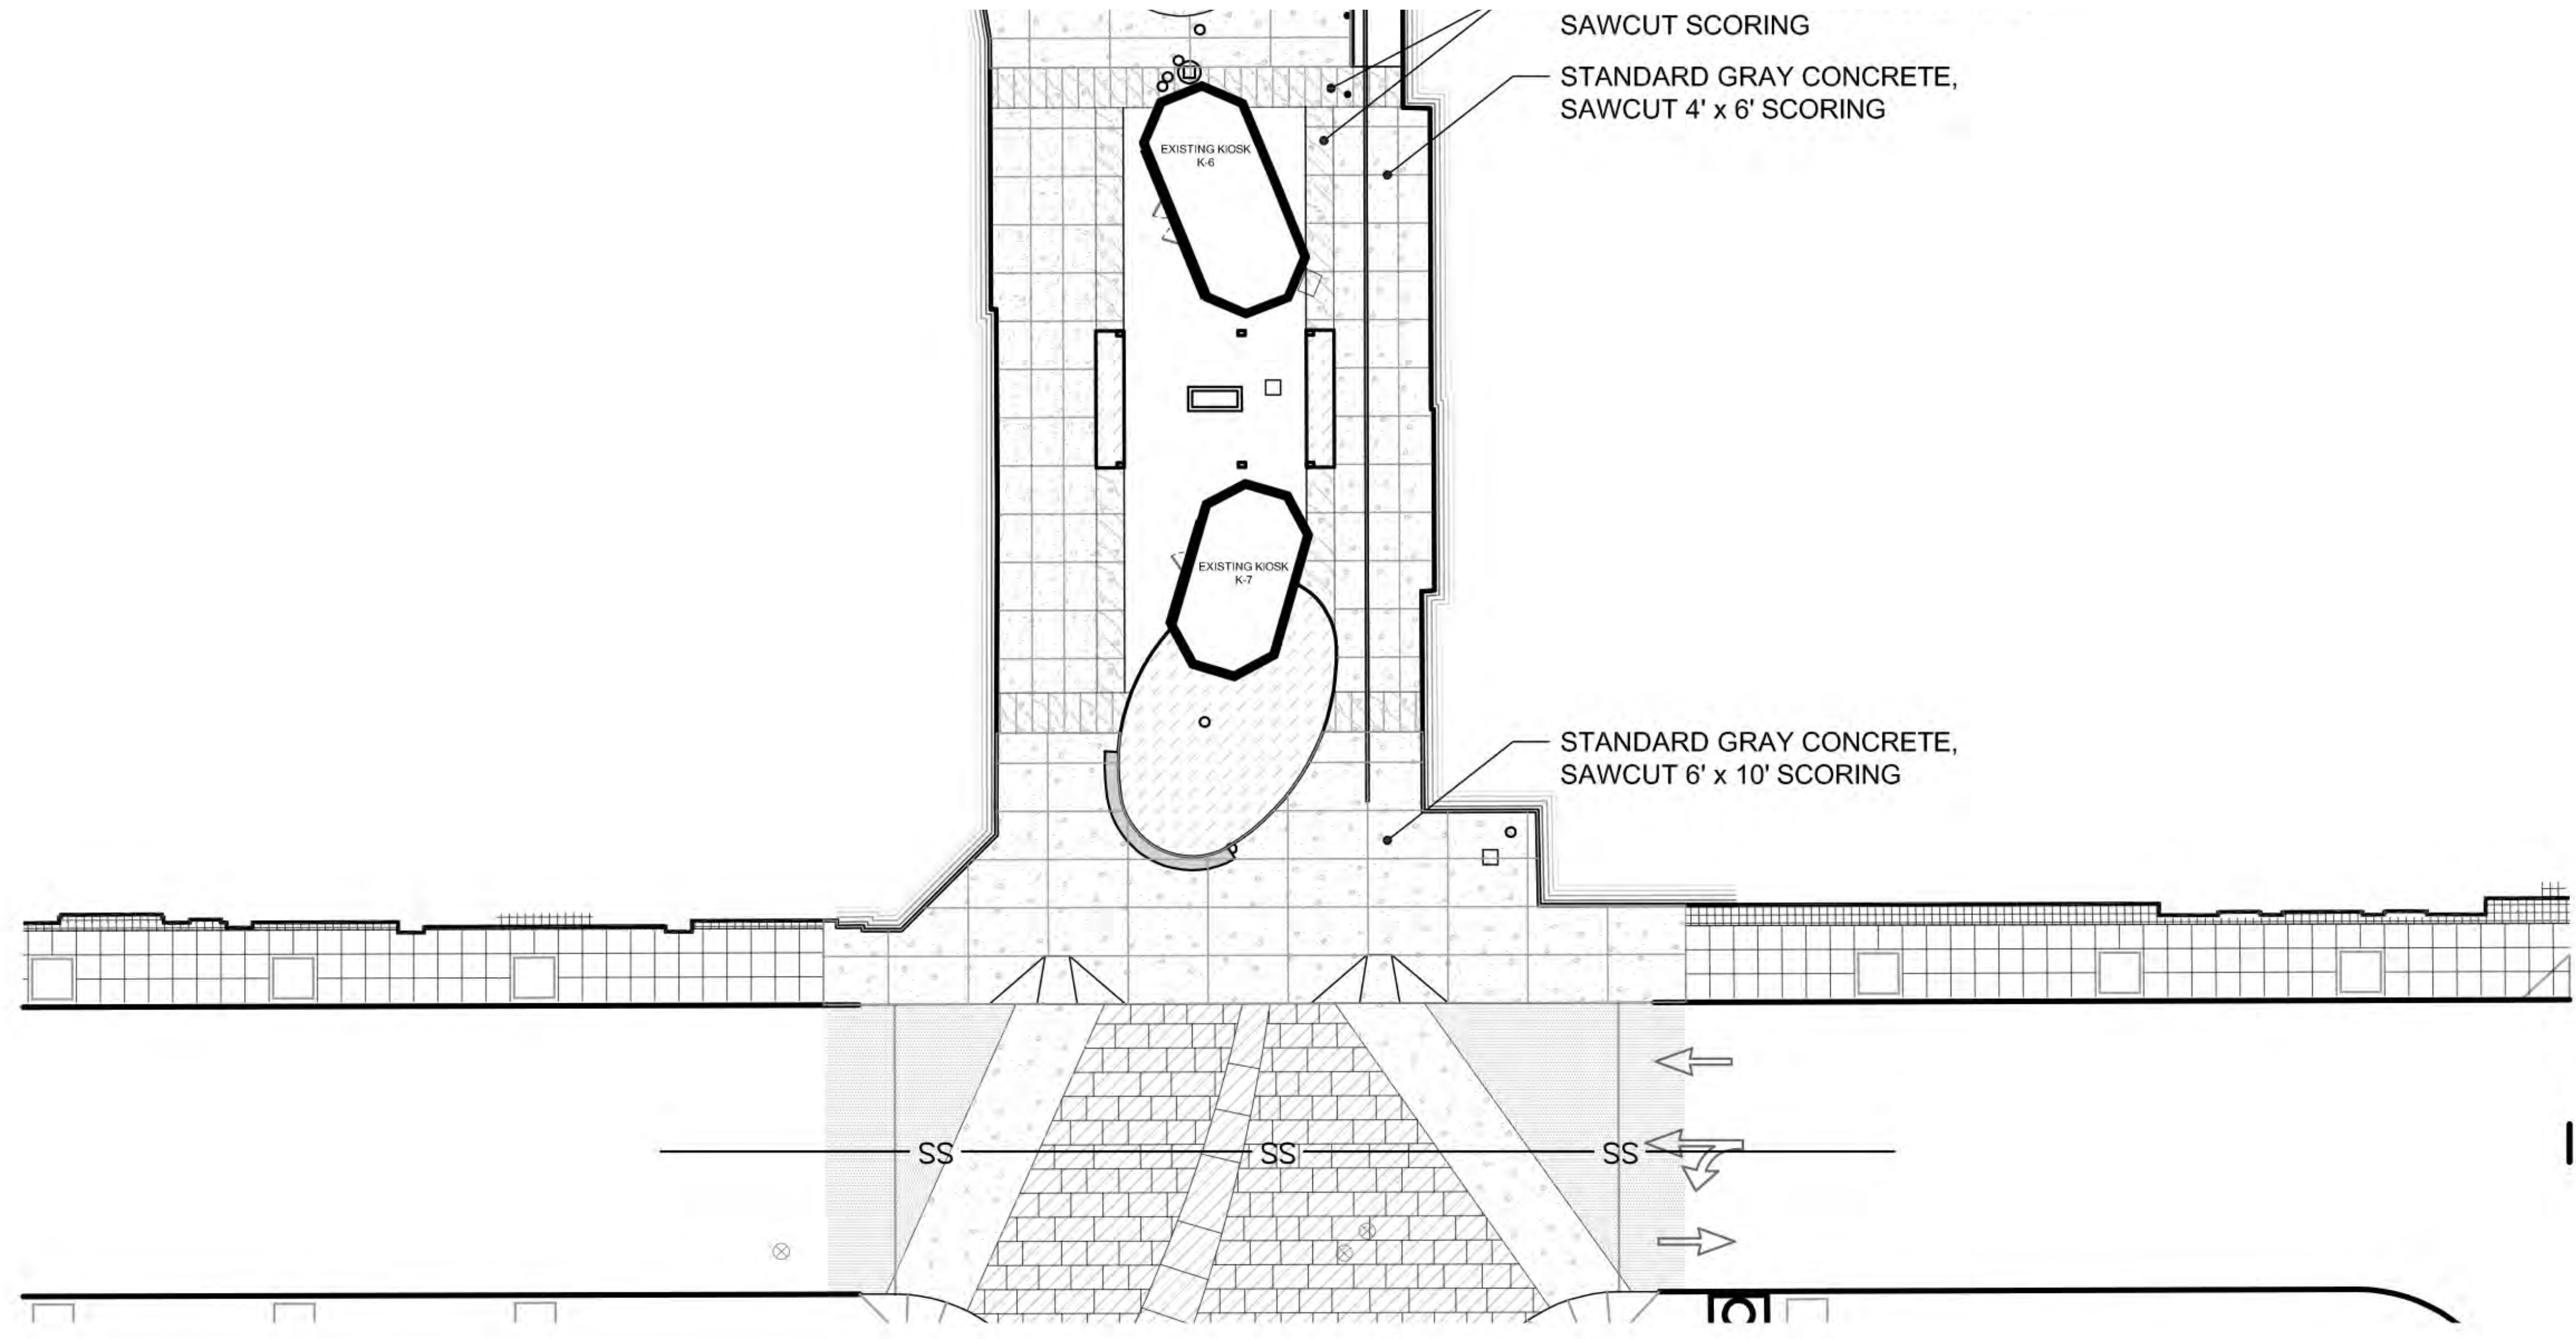 SAWCUT SCORING
STANDARD GRAY CONCRETE,
SAWCUT 4' x 6' SCORING
EXISTING KIOSK
K-6
EXISTING KIOSK
K-7
STANDARD GRAY CONCRETE,
SAWCUT 6' x 10' SCORING
SS SS SS